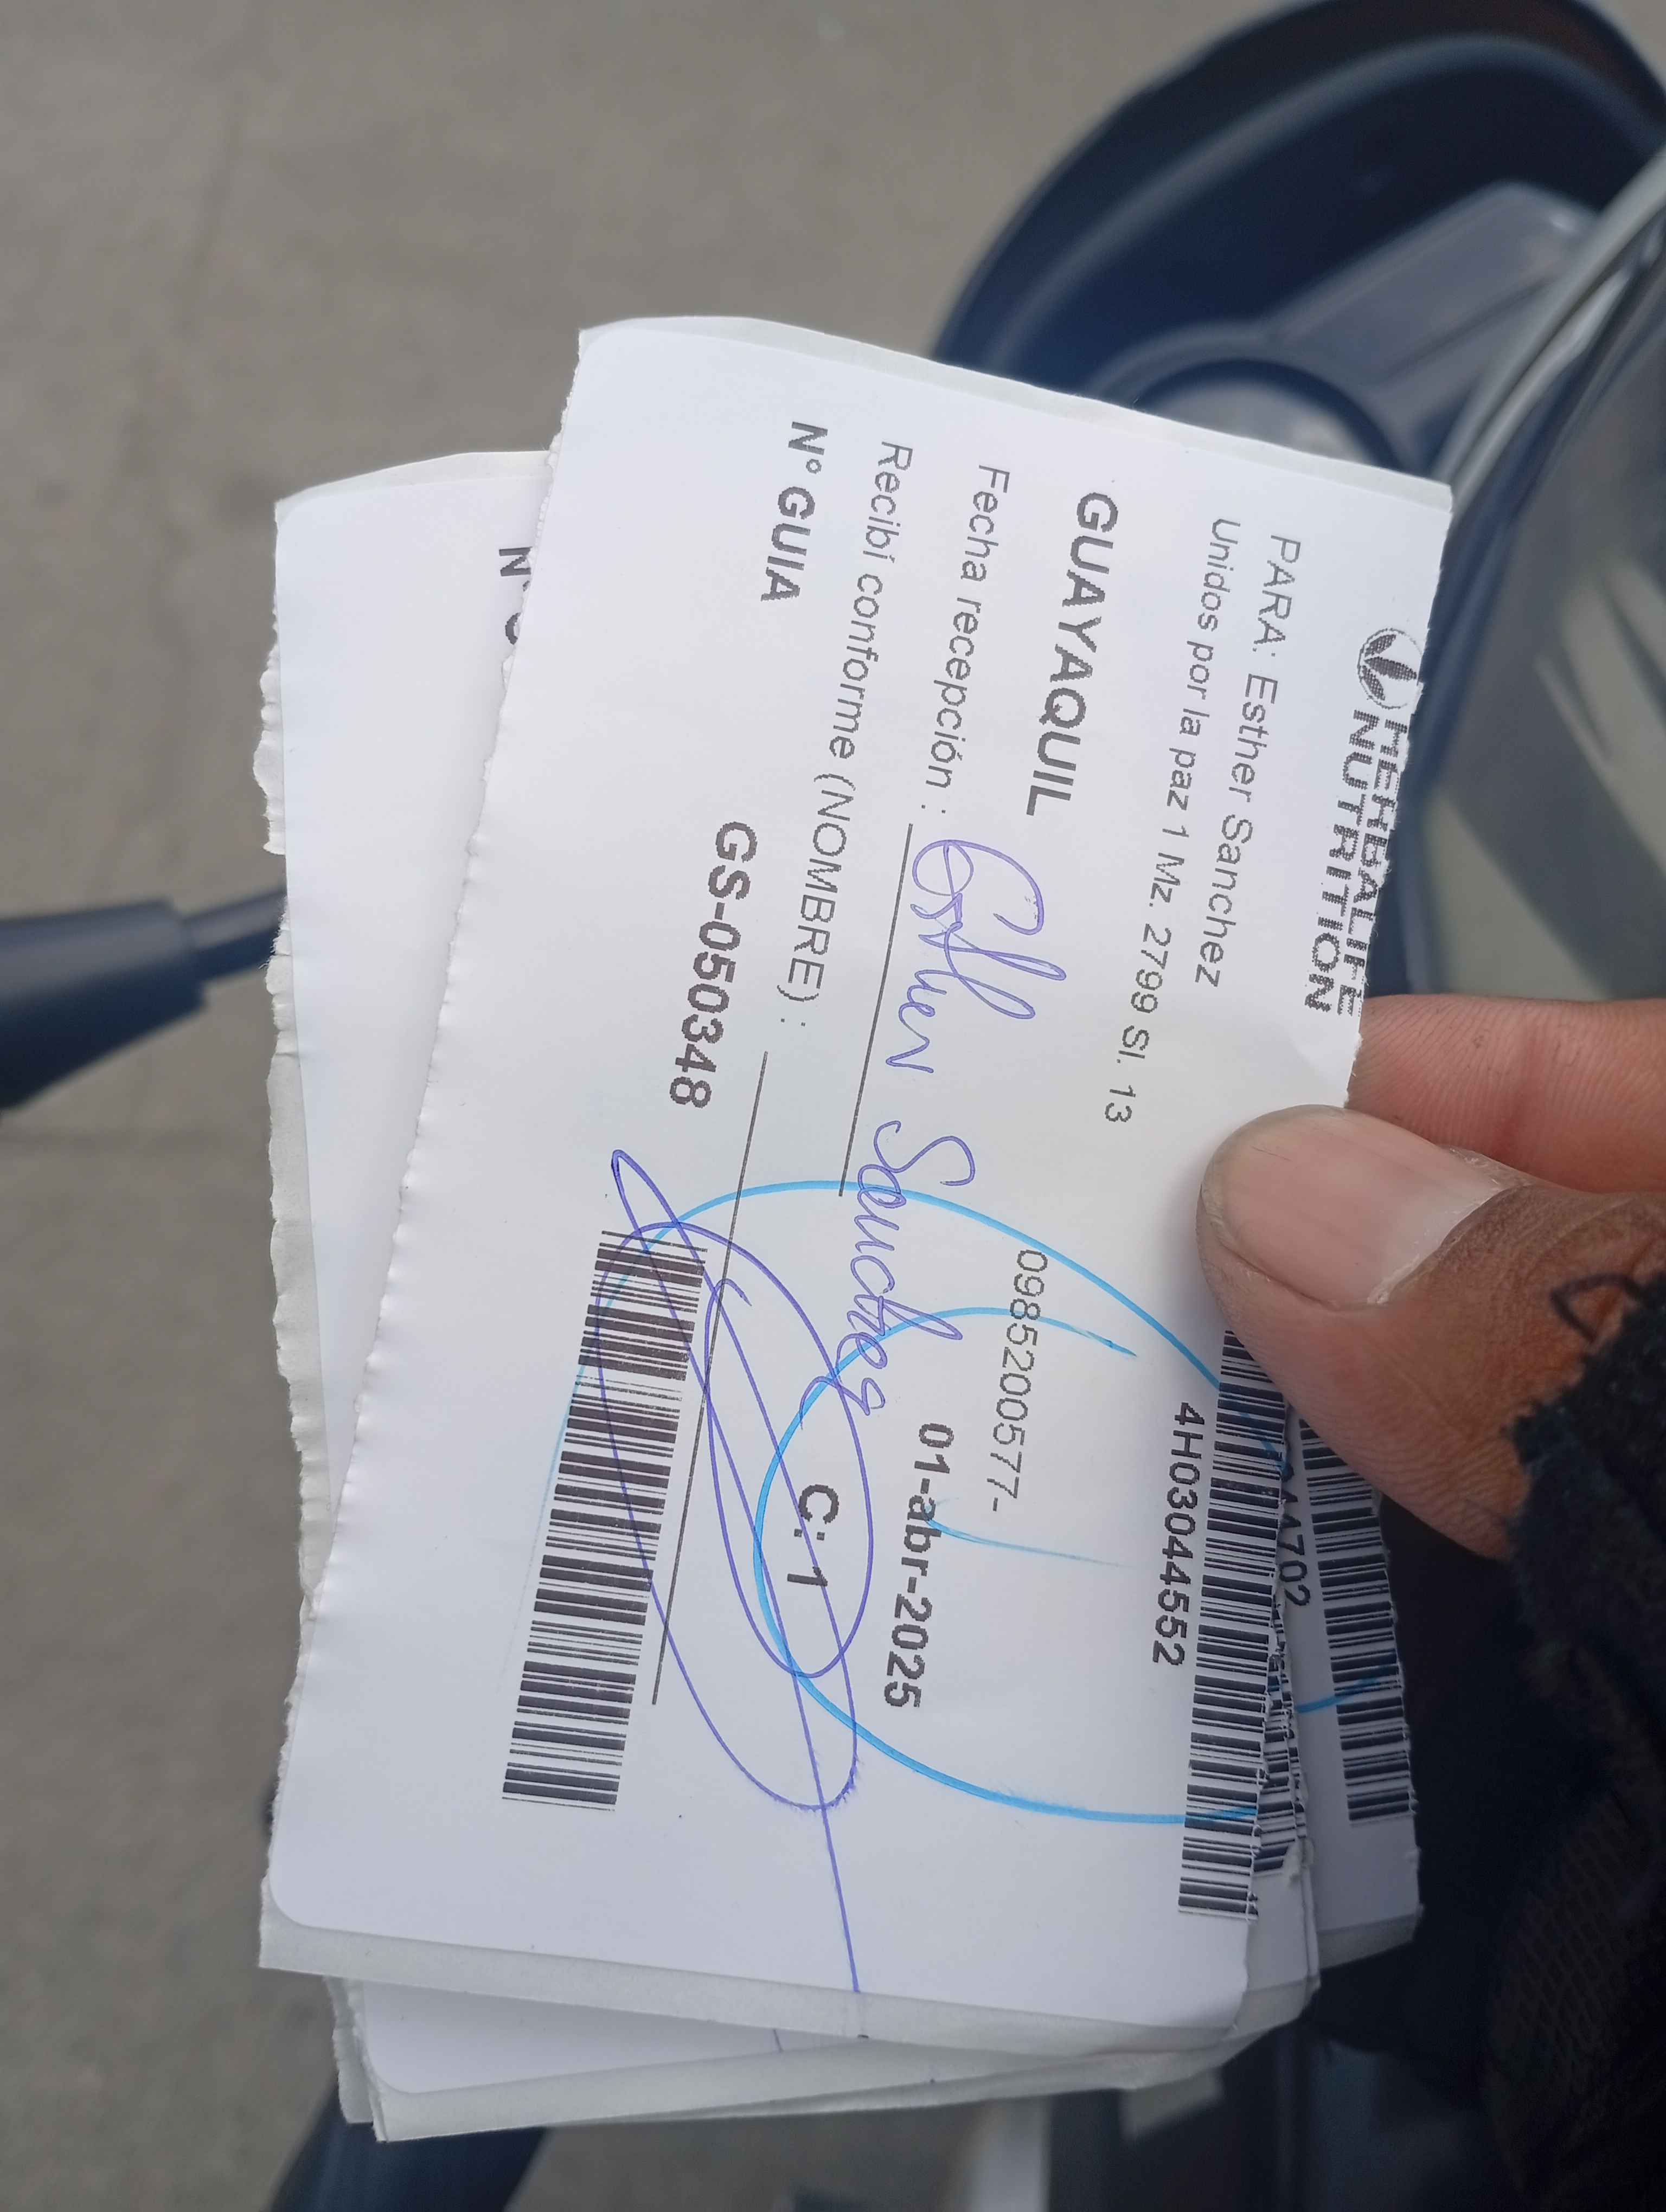 HERBALIFE
NUTRITION
4H03044552
PARA: Esther Sanchez
Unidos por la paz 1 Mz. 2799 Sl. 13
0985200577-
GUAYAQUIL
01-abr-2025
Fecha recepción : Esther Sanchez
Recibí conforme (NOMBRE) :
C: 1
N° GUIA GS-050348
4702
N°